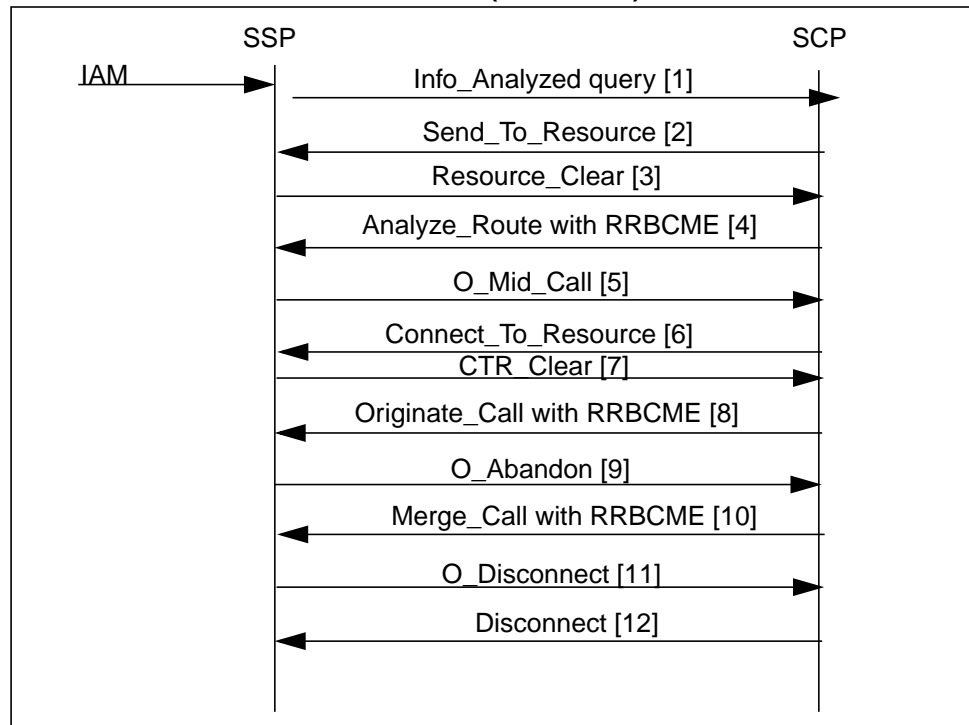 SSP SCP
IAM
Info_Analyzed query [1]
Send_To_Resource [2]
Resource_Clear [3]
Analyze_Route with RRBCME [4]
O_Mid_Call [5]
Connect_To_Resource [6]
CTR_Clear [7]
Originate_Call with RRBCME [8]
O_Abandon [9]
Merge_Call with RRBCME [10]
O_Disconnect [11]
Disconnect [12]